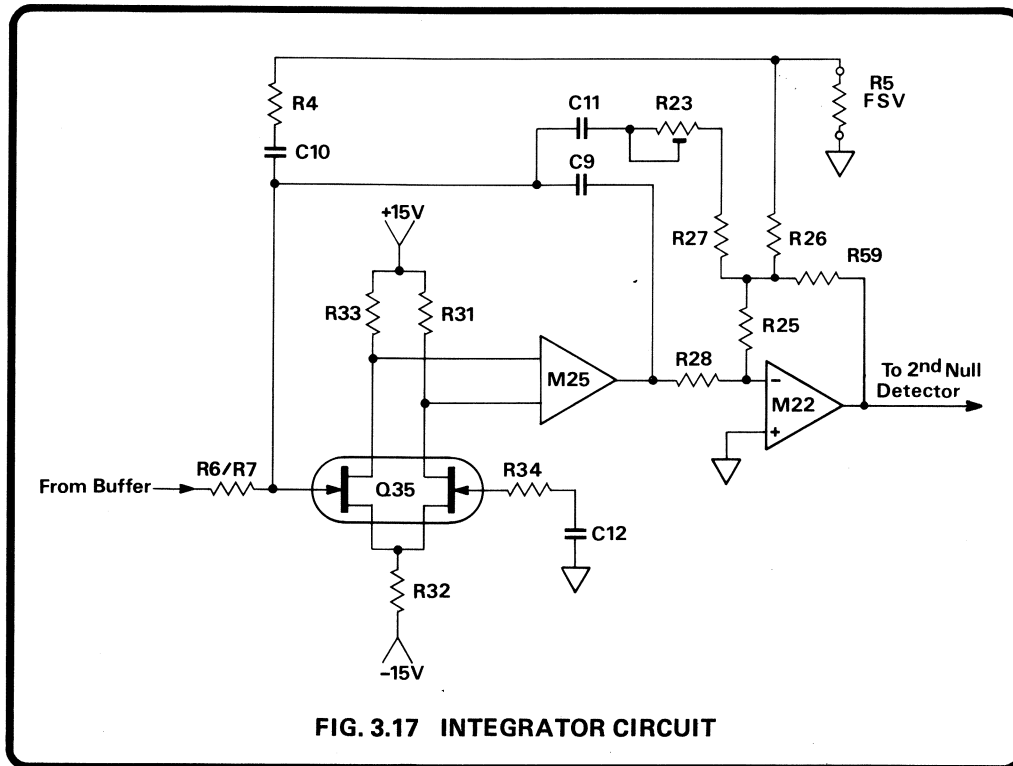 R5
FSV
R4
C11
R23
C10
C9
+15V
R27
R26
R59
R33
R31
R25
M25
R28
To 2nd Null
Detector
−
M22
+
R6/R7
From Buffer
Q35
R34
C12
R32
−15V
FIG. 3.17 INTEGRATOR CIRCUIT